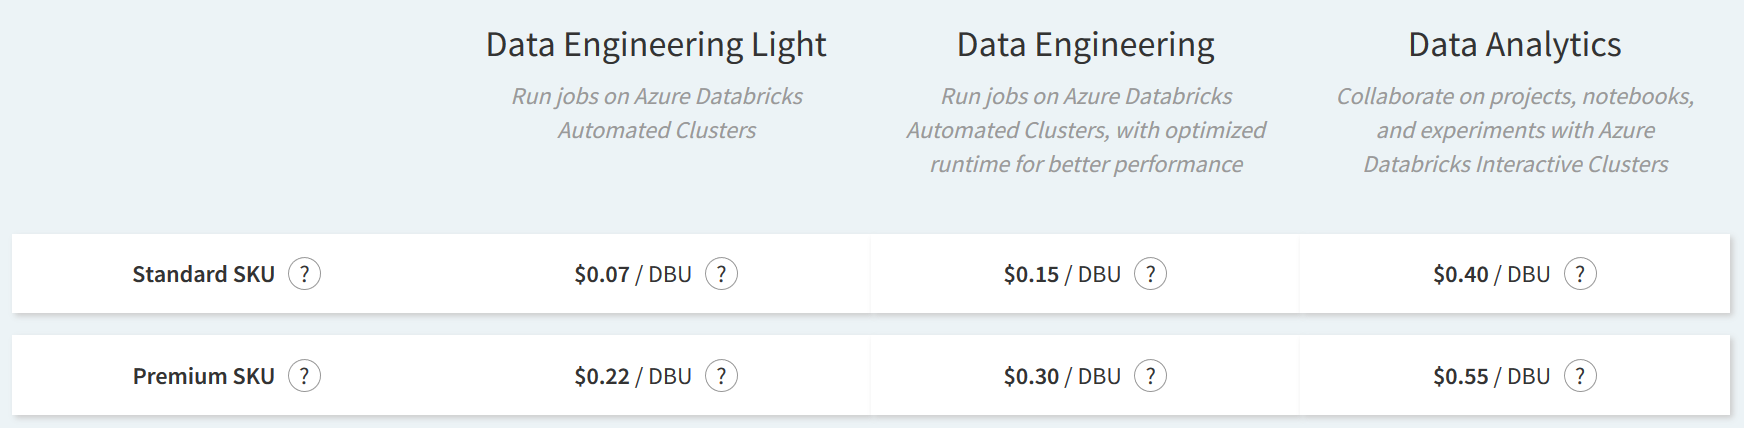 Data Engineering Light
Run jobs on Azure Databricks
Automated Clusters
Data Engineering
Run jobs on Azure Databricks
Automated Clusters, with optimized
runtime for better performance
Data Analytics
Collaborate on projects, notebooks,
and experiments with Azure
Databricks Interactive Clusters
Standard SKU ? $0.07 / DBU ? $0.15 / DBU ? $0.40 / DBU ?
Premium SKU ? $0.22 / DBU ? $0.30 / DBU ? $0.55 / DBU ?